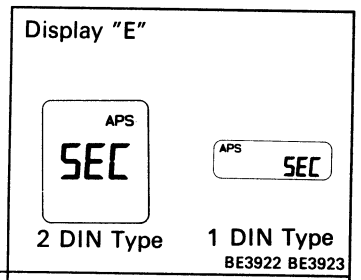 Display "E"
APS
SEC
APS
SEC
2 DIN Type
1 DIN Type
BE3922 BE3923